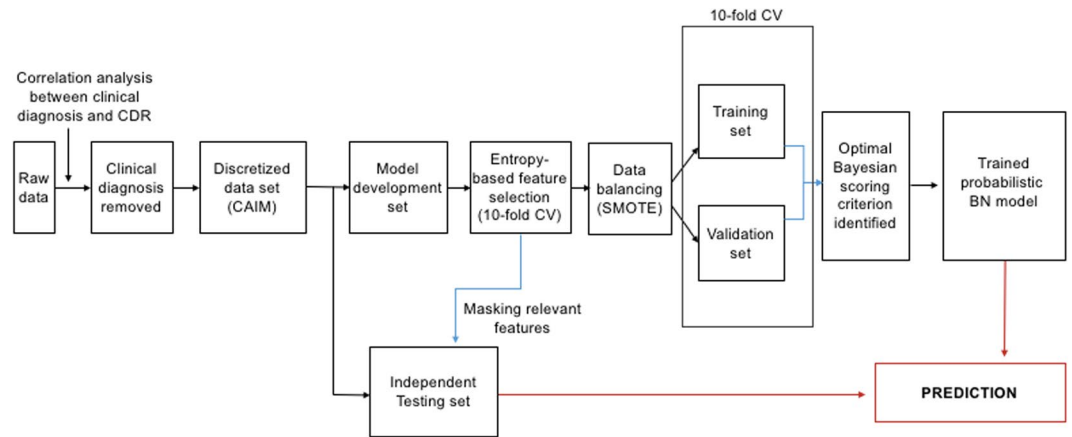 10-fold CV
Correlation analysis
between clinical
diagnosis and CDR
Raw
data
Clinical
diagnosis
removed
Discretized
data set
(CAIM)
Model
development
set
Entropy-
based feature
selection
(10-fold CV)
Data
balancing
(SMOTE)
Training
set
Validation
set
Optimal
Bayesian
scoring
criterion
identified
Trained
probabilistic
BN model
Masking relevant
features
Independent
Testing set
PREDICTION